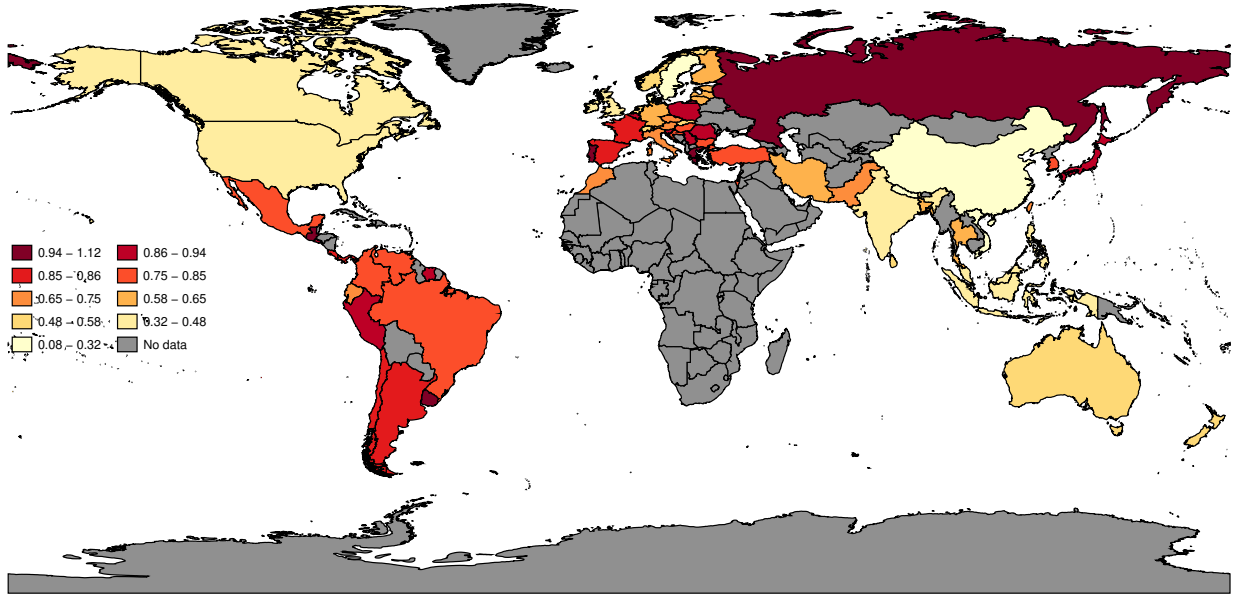 0.94 – 1.12 0.86 – 0.94
0.85 – 0.86 0.75 – 0.85
0.65 – 0.75 0.58 – 0.65
0.48 – 0.58 0.32 – 0.48
0.08 – 0.32 No data